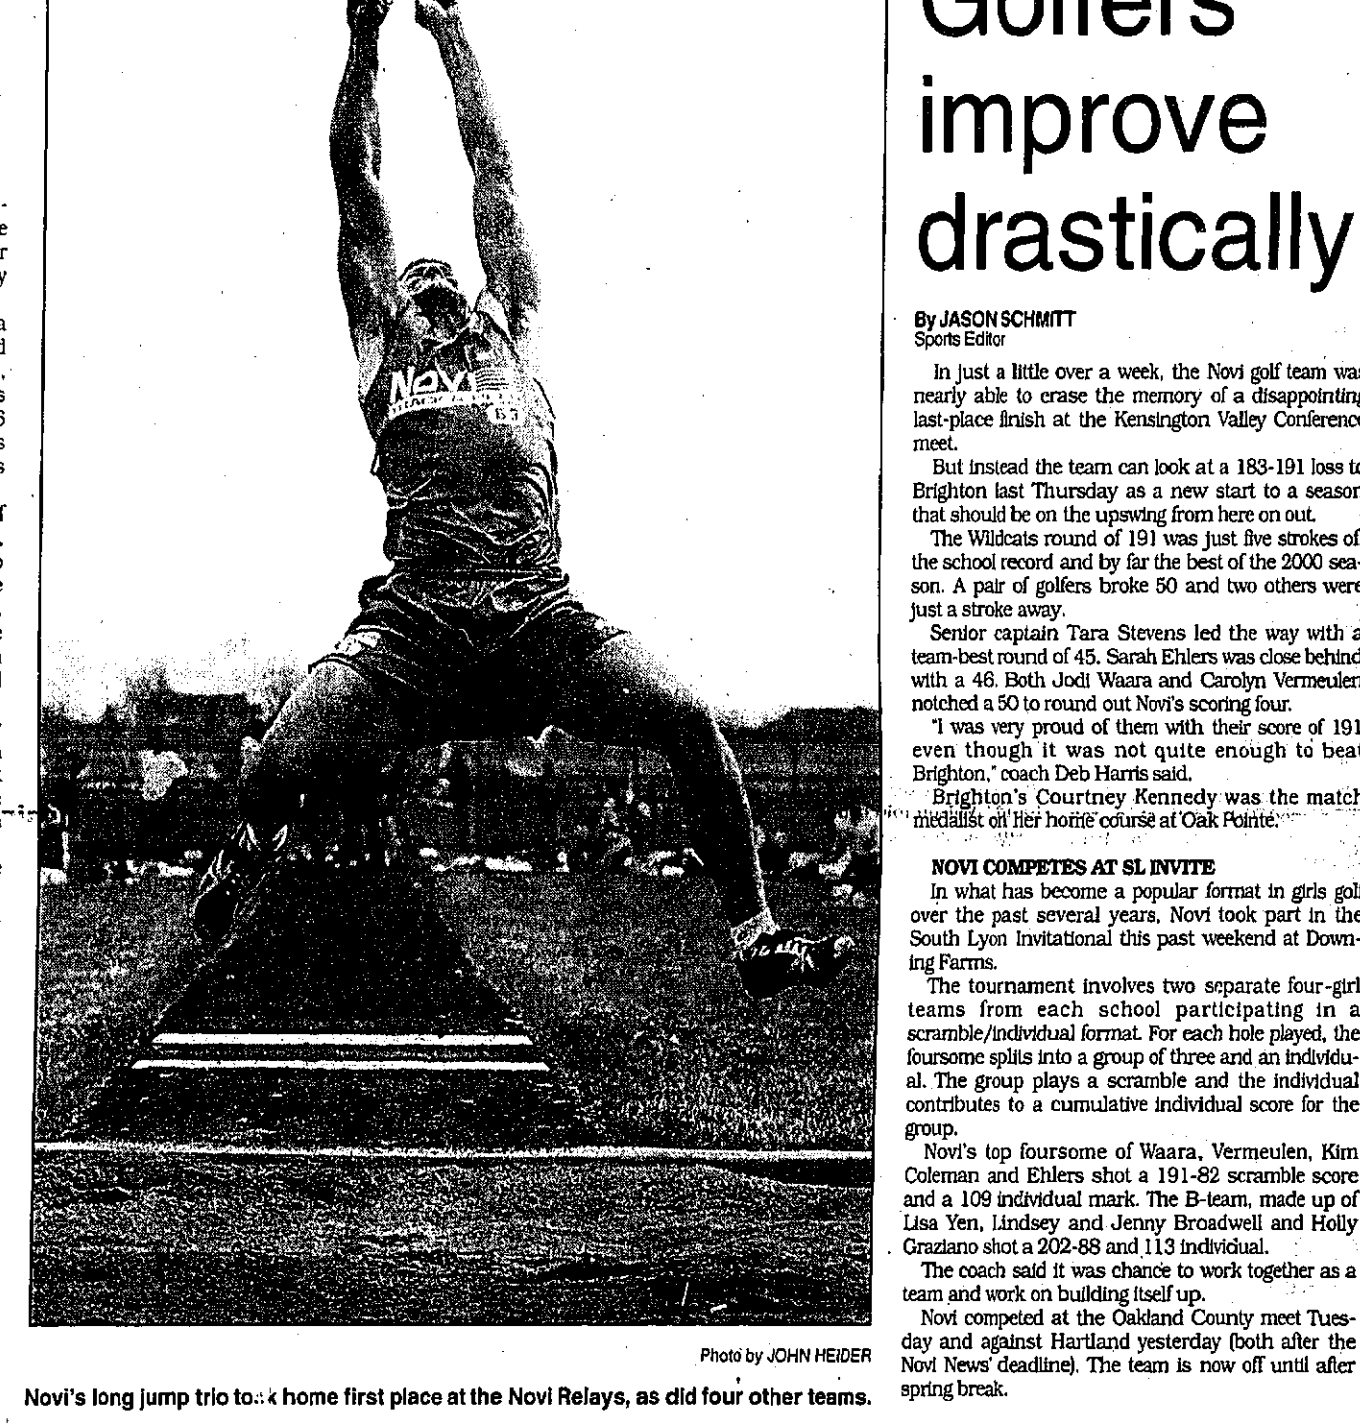 Novi
63
Photo by JOHN HEIDER
Novi's long jump trio took home first place at the Novi Relays, as did four other teams.
Golfers
improve
drastically
By JASON SCHMITT
Sports Editor
In just a little over a week, the Novi golf team was
nearly able to erase the memory of a disappointing
last-place finish at the Kensington Valley Conference
meet.
But instead the team can look at a 183-191 loss to
Brighton last Thursday as a new start to a season
that should be on the upswing from here on out.
The Wildcats round of 191 was just five strokes of
the school record and by far the best of the 2000 sea-
son. A pair of golfers broke 50 and two others were
just a stroke away.
Senior captain Tara Stevens led the way with a
team-best round of 45. Sarah Ehlers was close behind
with a 46. Both Jodi Waara and Carolyn Vermeulen
notched a 50 to round out Novi's scoring four.
"I was very proud of them with their score of 191
even though it was not quite enough to beat
Brighton," coach Deb Harris said.
Brighton's Courtney Kennedy was the match
medalist on her home course at Oak Pointe.
NOVI COMPETES AT SL INVITE
In what has become a popular format in girls golf
over the past several years, Novi took part in the
South Lyon Invitational this past weekend at Down-
ing Farms.
The tournament involves two separate four-girl
teams from each school participating in a
scramble/individual format. For each hole played, the
foursome splits into a group of three and an individu-
al. The group plays a scramble and the individual
contributes to a cumulative individual score for the
group.
Novi's top foursome of Waara, Vermeulen, Kim
Coleman and Ehlers shot a 191-82 scramble score
and a 109 individual mark. The B-team, made up of
Lisa Yen, Lindsey and Jenny Broadwell and Holly
Graziano shot a 202-88 and 113 individual.
The coach said it was chance to work together as a
team and work on building itself up.
Novi competed at the Oakland County meet Tues-
day and against Hartland yesterday (both after the
Novi News' deadline). The team is now off until after
spring break.